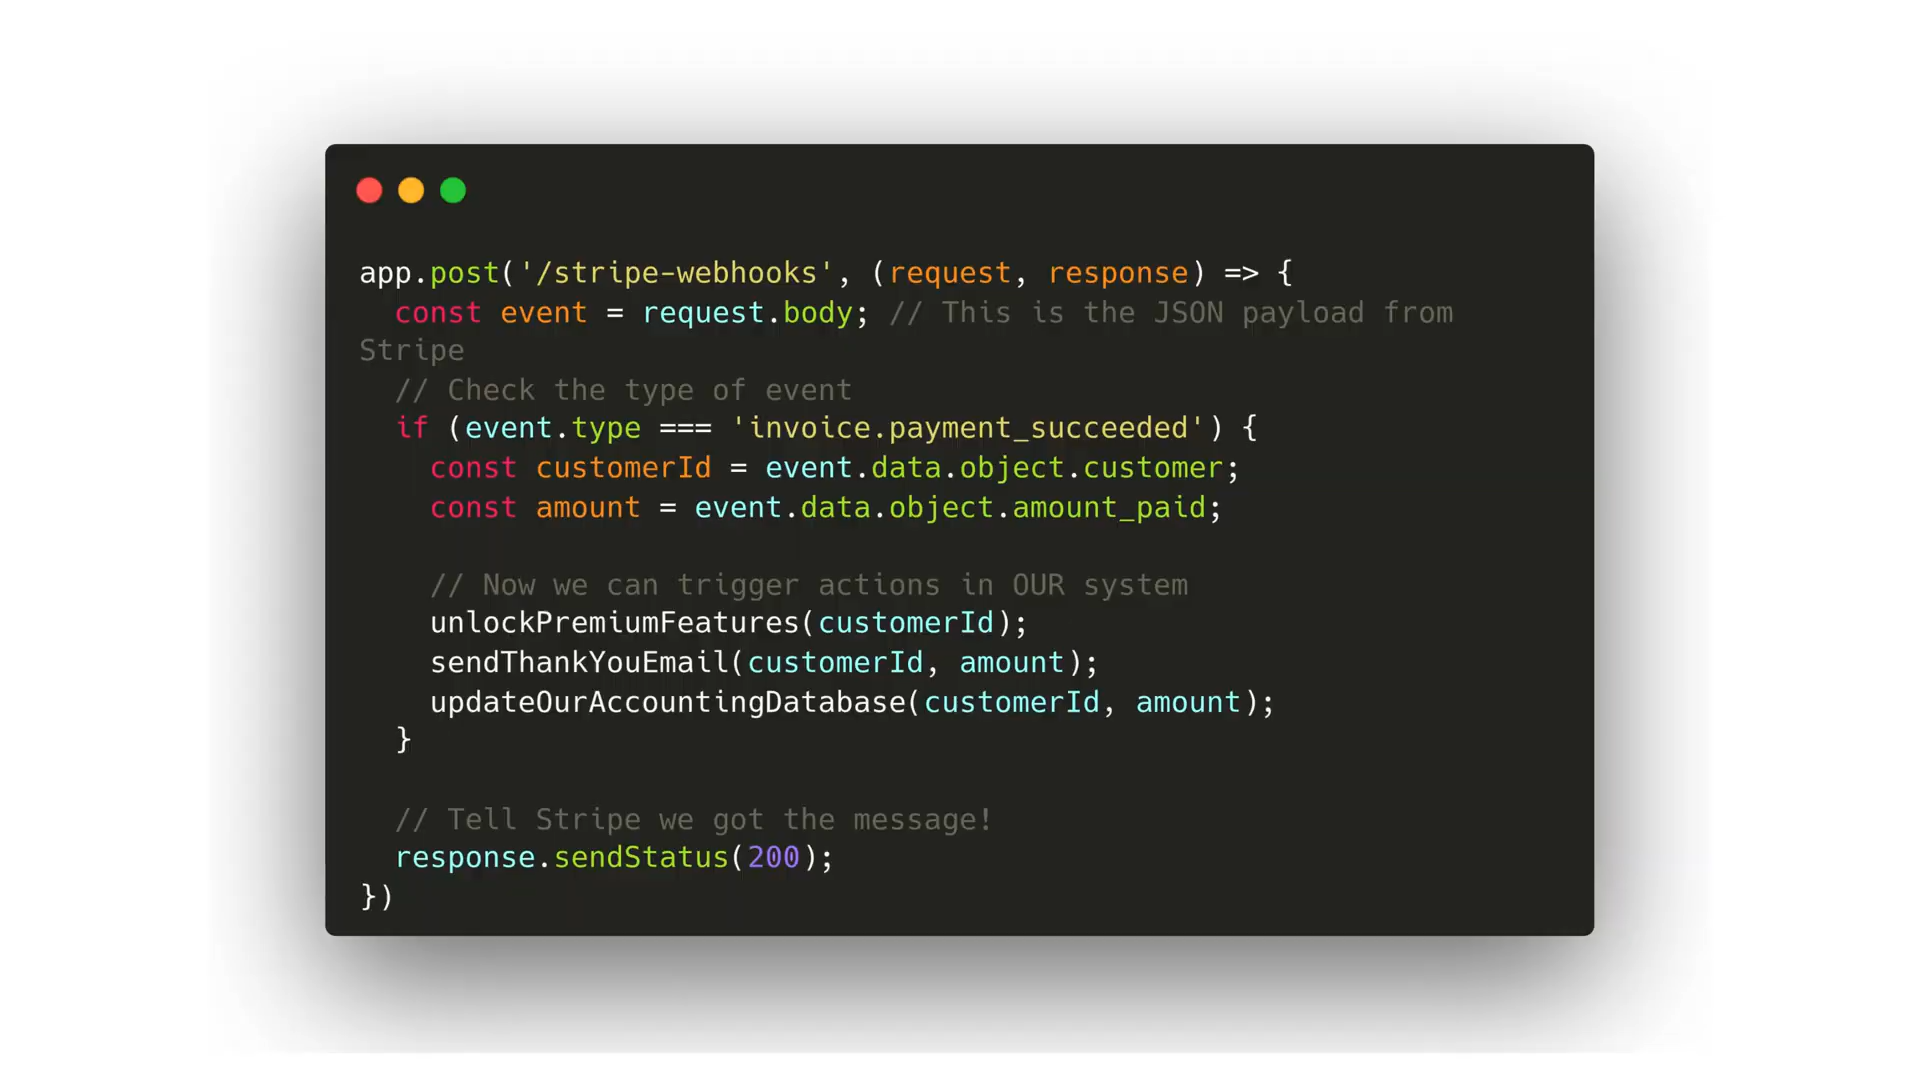 app.post('/stripe-webhooks', (request, response) => {
  const event = request.body; // This is the JSON payload from
Stripe
  // Check the type of event
  if (event.type === 'invoice.payment_succeeded') {
    const customerId = event.data.object.customer;
    const amount = event.data.object.amount_paid;

    // Now we can trigger actions in OUR system
    unlockPremiumFeatures(customerId);
    sendThankYouEmail(customerId, amount);
    updateOurAccountingDatabase(customerId, amount);
  }

  // Tell Stripe we got the message!
  response.sendStatus(200);
})